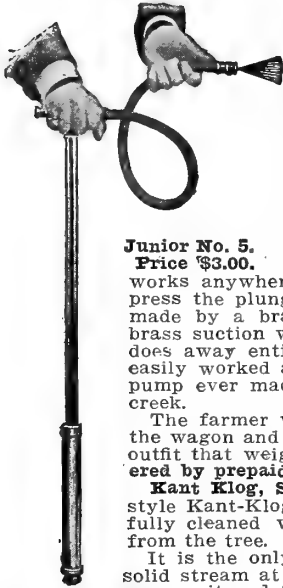 Junior No. 5.
Price $3.00.
works anywher
press the plung
made by a bra
brass suction v
does away enti
easily worked a
pump ever mad
creek.
The farmer v
the wagon and
outfit that weig
ered by prepaid
Kant Klog, S
style Kant-Klog
fully cleaned v
from the tree.
It is the only
solid stream at